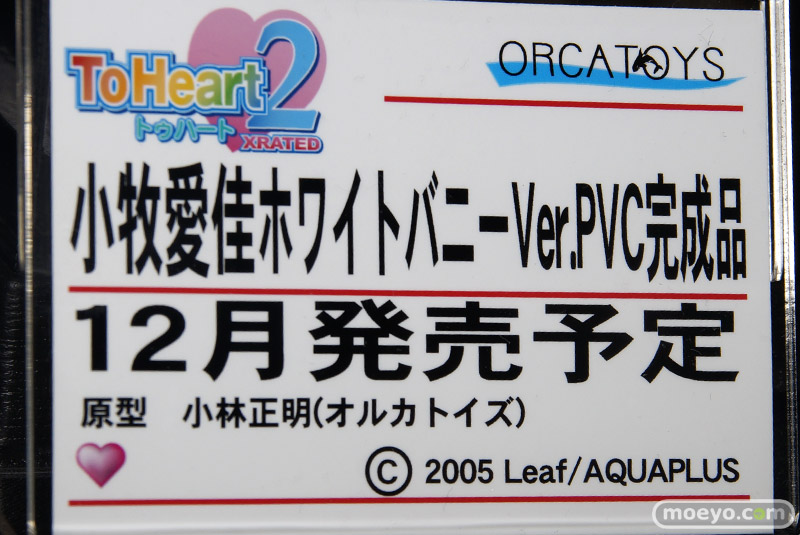 ToHeart2
トゥハート
XRATED
ORCATOYS
小牧愛佳ホワイトバニーVer.PVC完成品
12月発売予定
原型　小林正明(オルカトイズ)
© 2005 Leaf/AQUAPLUS
moeyo.com